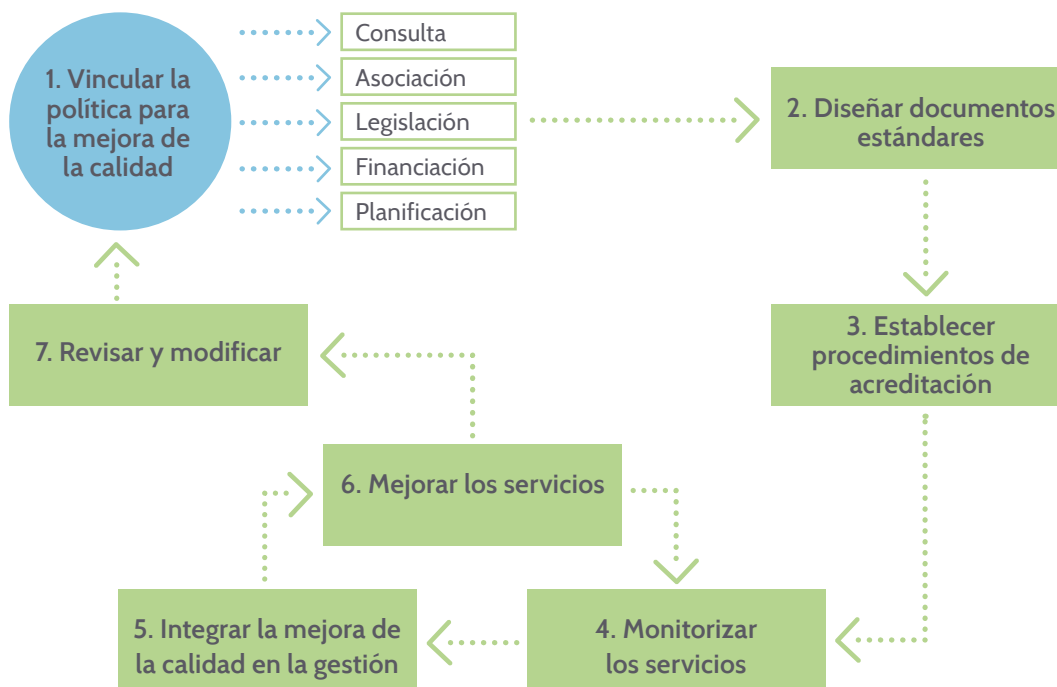 1. Vincular la
política para
la mejora de
la calidad
Consulta
Asociación
Legislación
Financiación
Planificación
2. Diseñar documentos
estándares
3. Establecer
procedimientos de
acreditación
4. Monitorizar
los servicios
5. Integrar la mejora de
la calidad en la gestión
6. Mejorar los servicios
7. Revisar y modificar